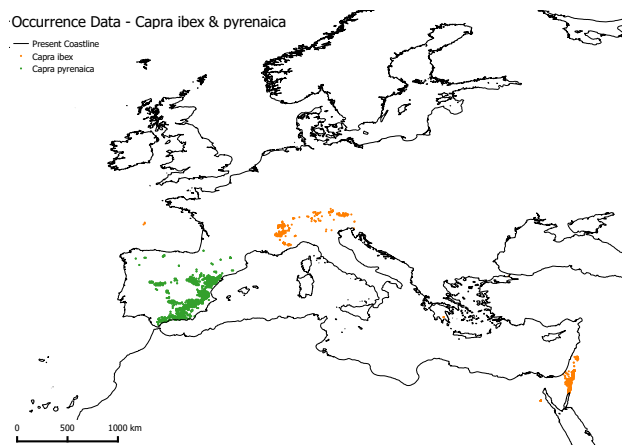 Occurrence Data - Capra ibex & pyrenaica
Present Coastline
Capra ibex
Capra pyrenaica
0 500 1000 km